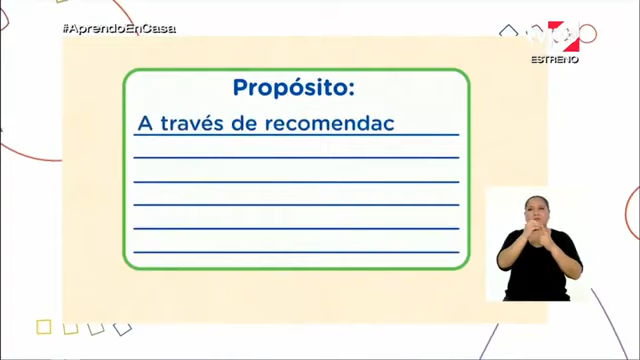 #AprendoEnCasa
ESTRENO
Propósito:
A través de recomendac